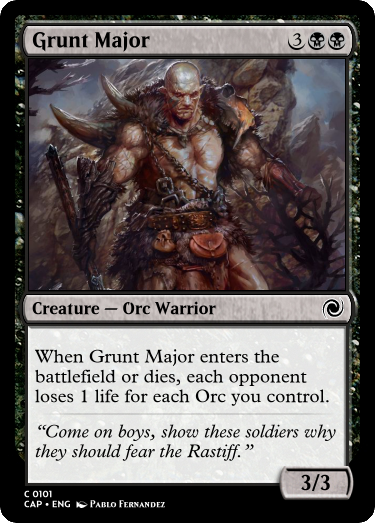 Grunt Major 3
Creature — Orc Warrior
When Grunt Major enters the
battlefield or dies, each opponent
loses 1 life for each Orc you control.
“Come on boys, show these soldiers why
they should fear the Rastiff.”
3/3
C 0101
CAP • ENG Pablo Fernandez